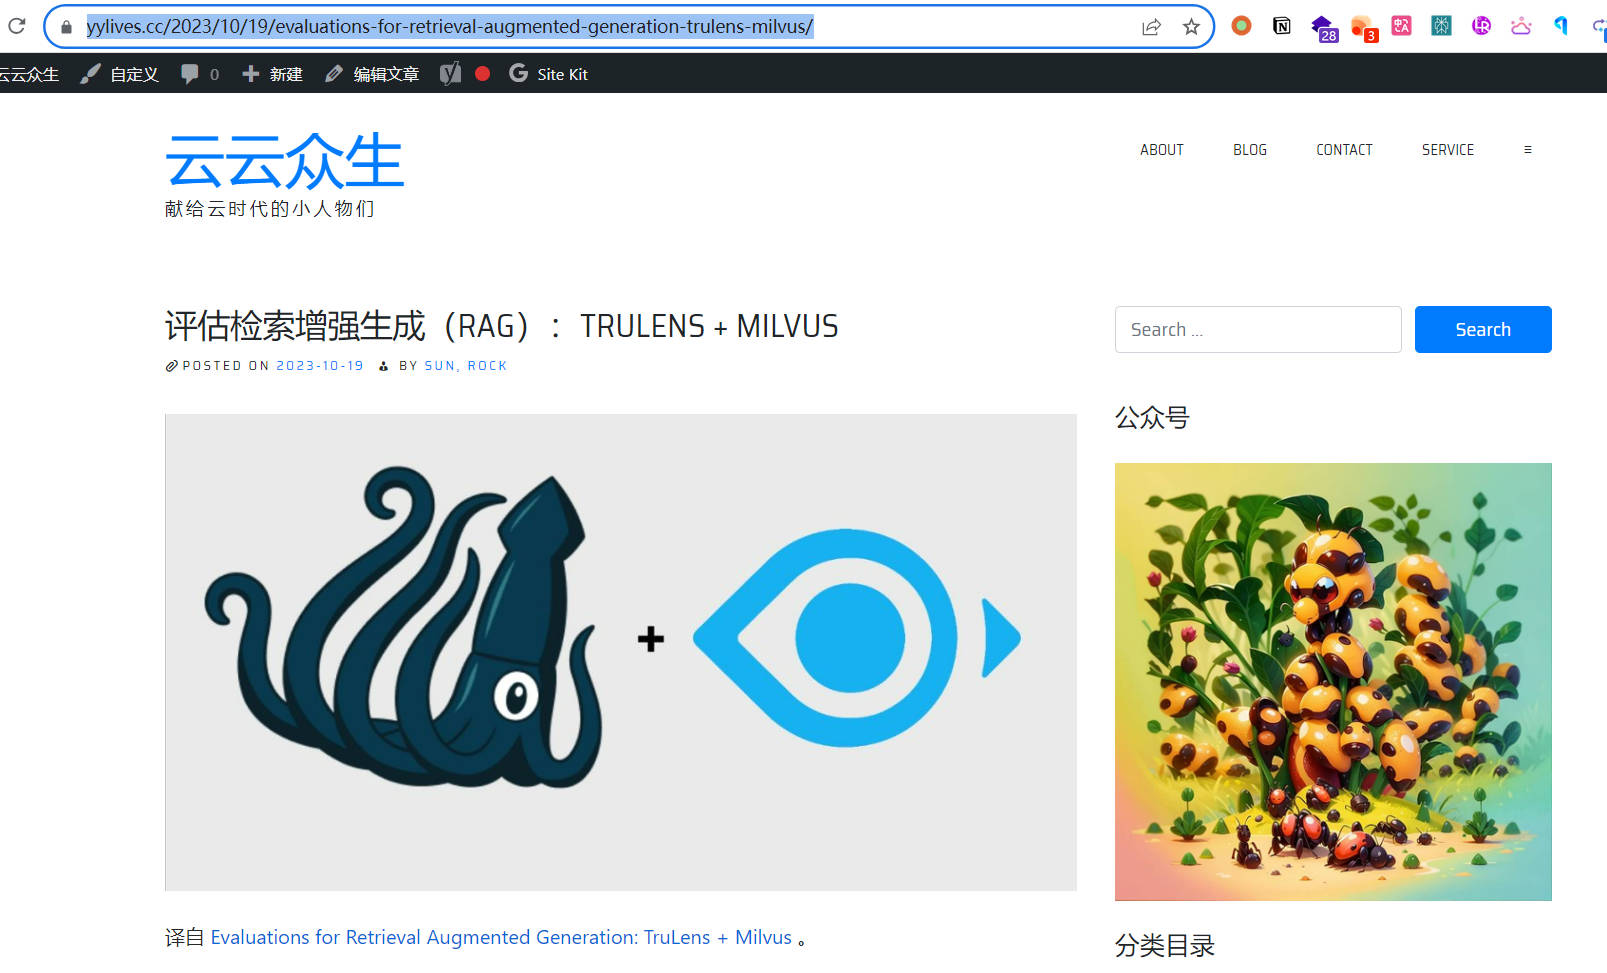 yylives.cc/2023/10/19/evaluations-for-retrieval-augmented-generation-trulens-milvus/
28
3
云云众生 自定义 0 新建 编辑文章 Site Kit
云云众生
献给云时代的小人物们
ABOUT BLOG CONTACT SERVICE ≡
评估检索增强生成（RAG）：TRULENS + MILVUS
POSTED ON 2023-10-19 BY SUN, ROCK
Search ...
Search
公众号
译自 Evaluations for Retrieval Augmented Generation: TruLens + Milvus 。
分类目录